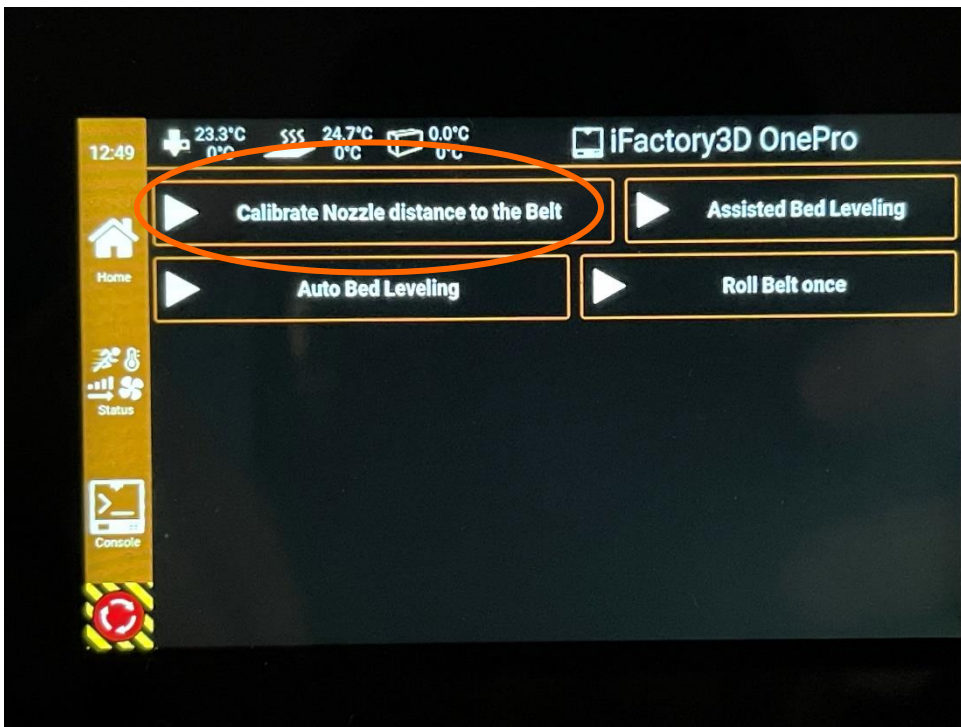 12:49
23.3°C 24.7°C 0.0°C
0°C 0°C 0°C
iFactory3D OnePro
Calibrate Nozzle distance to the Belt
Assisted Bed Leveling
Auto Bed Leveling
Roll Belt once
Home
Status
>_
Console